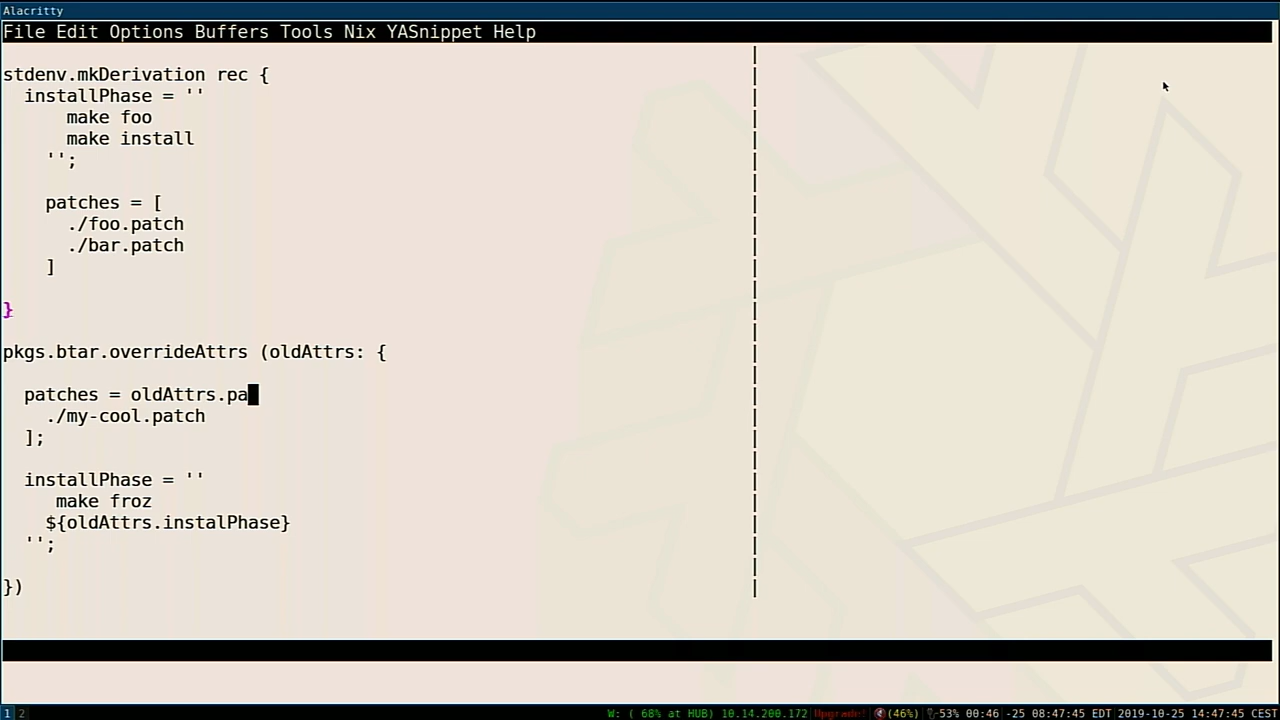 Alacritty
File Edit Options Buffers Tools Nix YASnippet Help
stdenv.mkDerivation rec {
installPhase = ''
make foo
make install
'';
patches = [
./foo.patch
./bar.patch
]
}
pkgs.btar.overrideAttrs (oldAttrs: {
patches = oldAttrs.pa
./my-cool.patch
];
installPhase = ''
make froz
${oldAttrs.instalPhase}
'';
})
1 2 W: ( 68% at HUB) 10.14.200.172 Upgrade! (46%) 53% 00:46 -25 08:47:45 EDT 2019-10-25 14:47:45 CEST